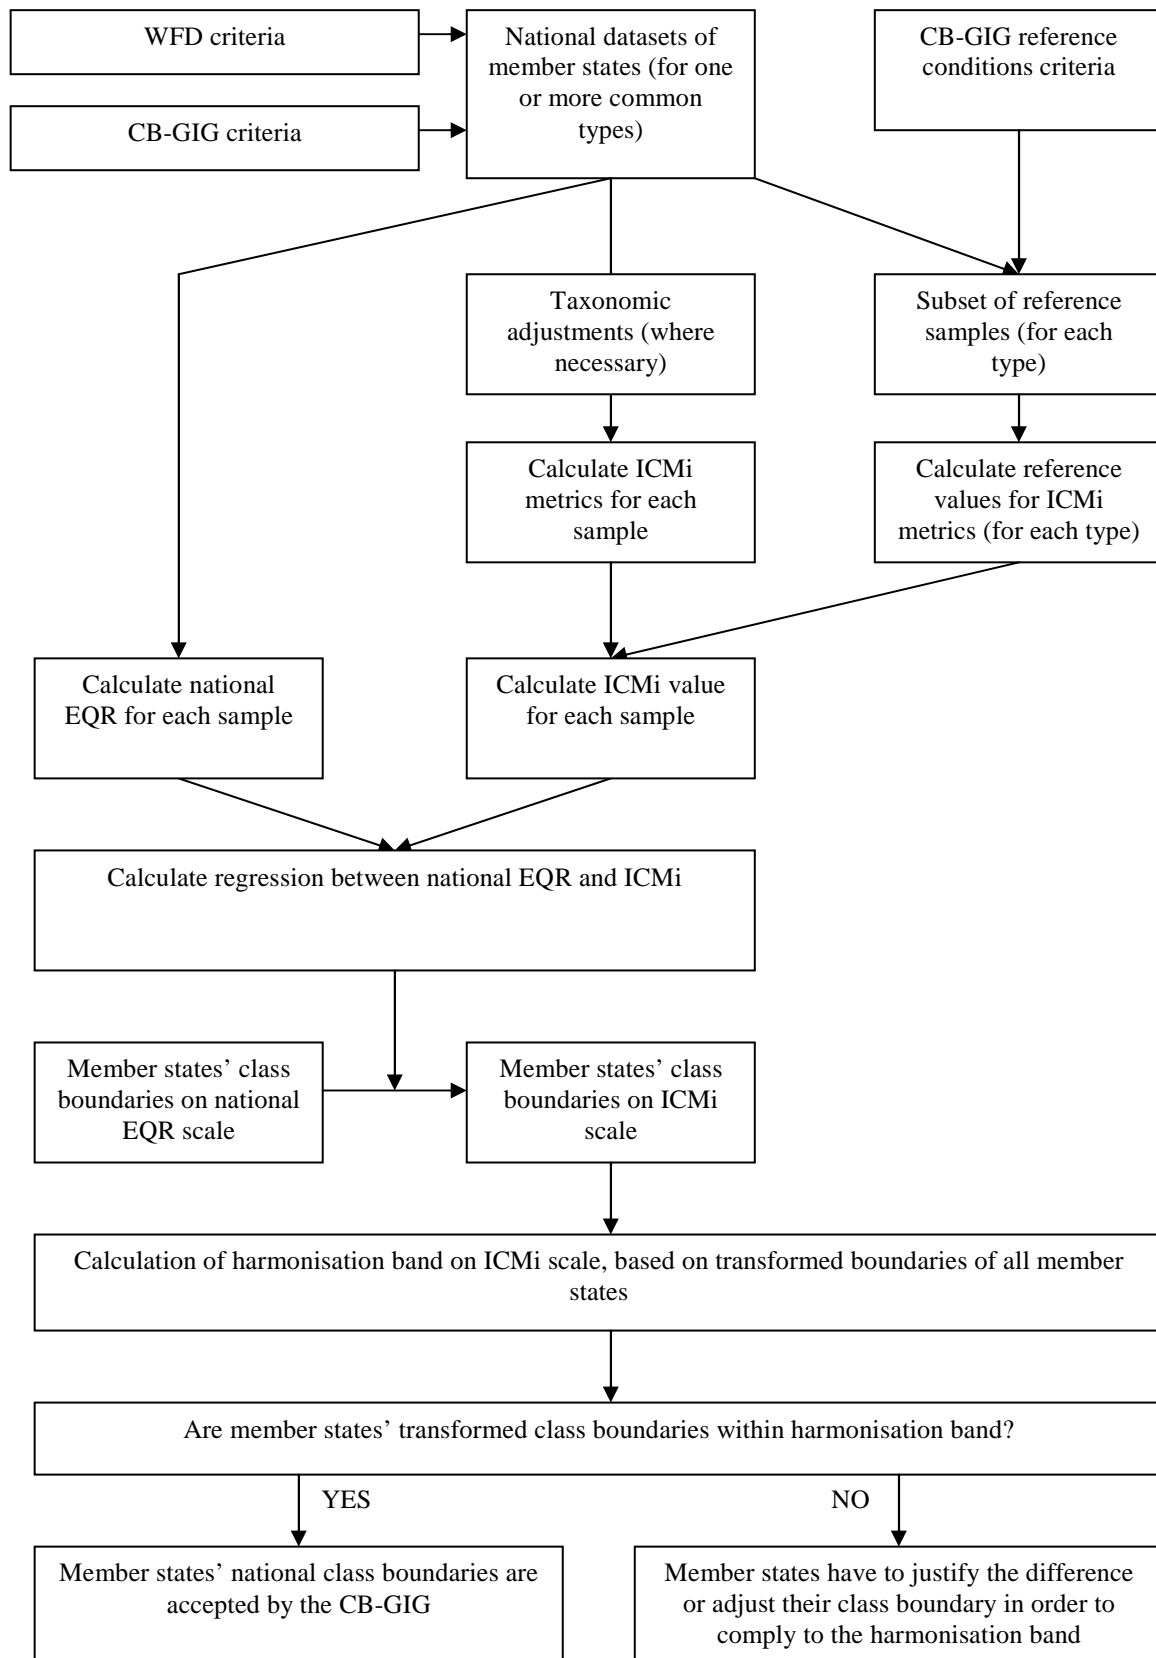 WFD criteria
CB-GIG criteria
National datasets of
member states (for one
or more common
types)
CB-GIG reference
conditions criteria
Taxonomic
adjustments (where
necessary)
Subset of reference
samples (for each
type)
Calculate ICMi
metrics for each
sample
Calculate reference
values for ICMi
metrics (for each type)
Calculate national
EQR for each sample
Calculate ICMi value
for each sample
Calculate regression between national EQR and ICMi
Member states’ class
boundaries on national
EQR scale
Member states’ class
boundaries on ICMi
scale
Calculation of harmonisation band on ICMi scale, based on transformed boundaries of all member
states
Are member states’ transformed class boundaries within harmonisation band?
YES
NO
Member states’ national class boundaries are
accepted by the CB-GIG
Member states have to justify the difference
or adjust their class boundary in order to
comply to the harmonisation band